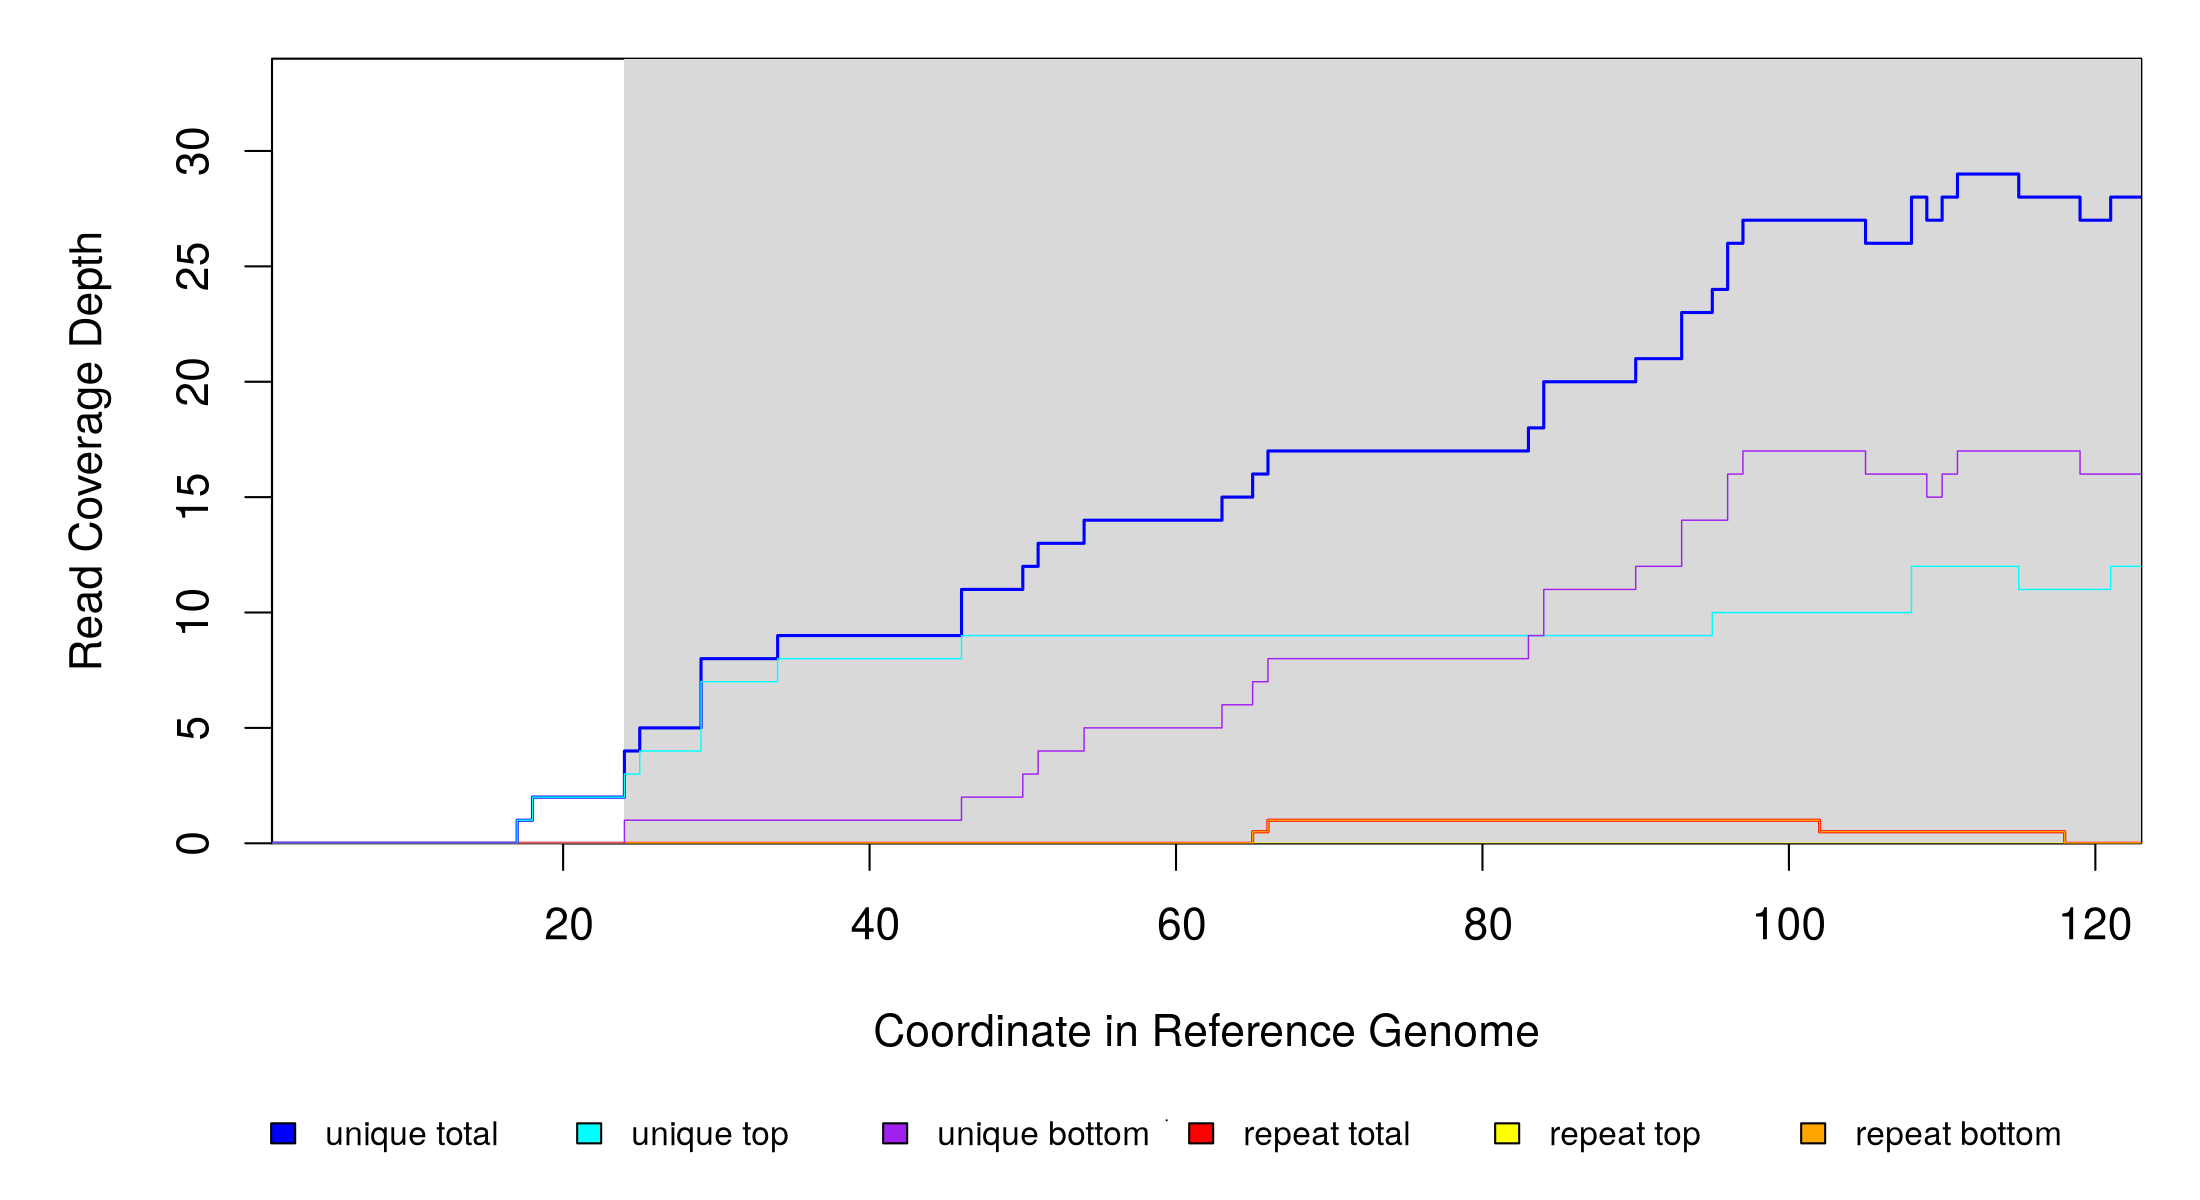 Read Coverage Depth
30
25
20
15
10
5
0
20 40 60 80 100 120
Coordinate in Reference Genome
unique total unique top unique bottom repeat total repeat top repeat bottom